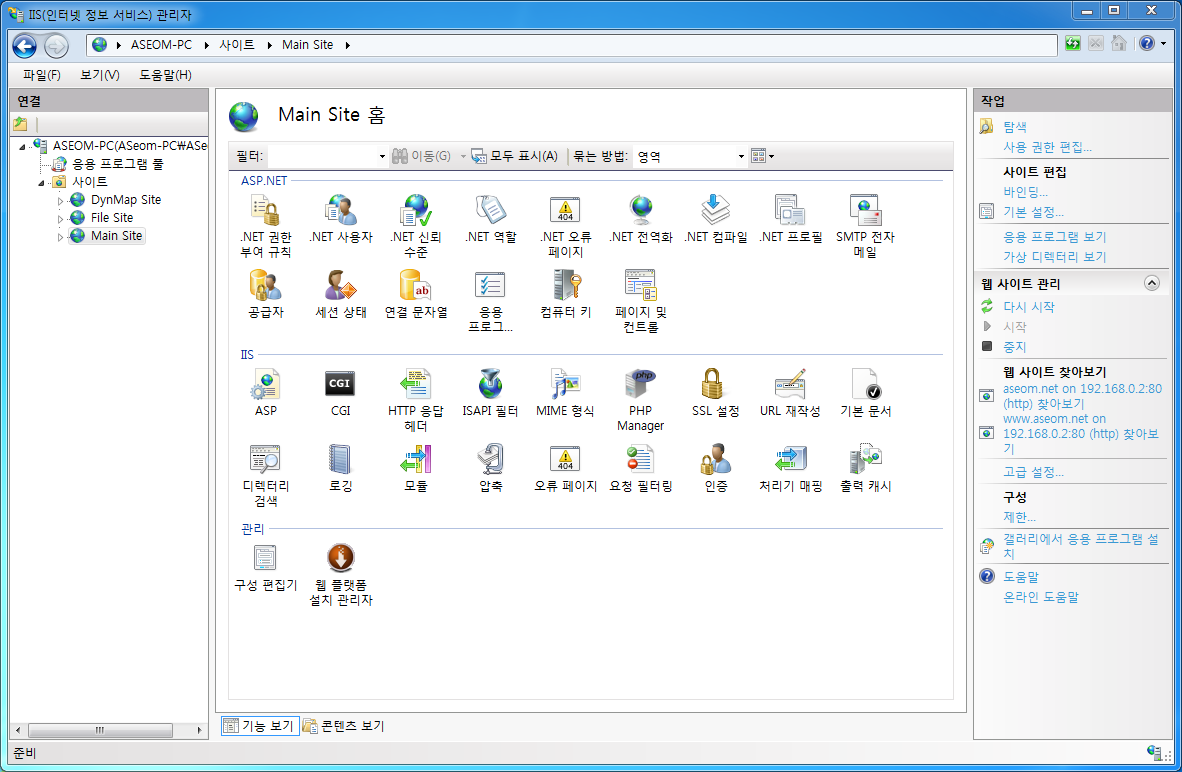 IIS(인터넷 정보 서비스) 관리자
ASEOM-PC
사이트
Main Site
파일(F)
보기(V)
도움말(H)
연결
ASEOM-PC(ASeom-PC₩ASe
응용 프로그램 풀
사이트
DynMap Site
File Site
Main Site
Main Site 홈
필터:
이동(G)
모두 표시(A)
묶는 방법:
영역
ASP.NET
.NET 권한
부여 규칙
.NET 사용자
.NET 신뢰
수준
.NET 역할
.NET 오류
페이지
404
.NET 전역화
.NET 컴파일
.NET 프로필
SMTP 전자
메일
공급자
세션 상태
ab
연결 문자열
응용
프로그...
컴퓨터 키
페이지 및
컨트롤
IIS
ASP
CGI
CGI
HTTP 응답
헤더
ISAPI 필터
MIME 형식
php
PHP
Manager
SSL 설정
URL 재작성
기본 문서
디렉터리
검색
로깅
모듈
압축
404
오류 페이지
요청 필터링
인증
처리기 매핑
출력 캐시
관리
구성 편집기
웹 플랫폼
설치 관리자
기능 보기
콘텐츠 보기
작업
탐색
사용 권한 편집...
사이트 편집
바인딩...
기본 설정...
응용 프로그램 보기
가상 디렉터리 보기
웹 사이트 관리
다시 시작
시작
중지
웹 사이트 찾아보기
aseom.net on 192.168.0.2:80
(http) 찾아보기
www.aseom.net on
192.168.0.2:80 (http) 찾아보
기
고급 설정...
구성
제한...
갤러리에서 응용 프로그램 설
치
도움말
온라인 도움말
준비